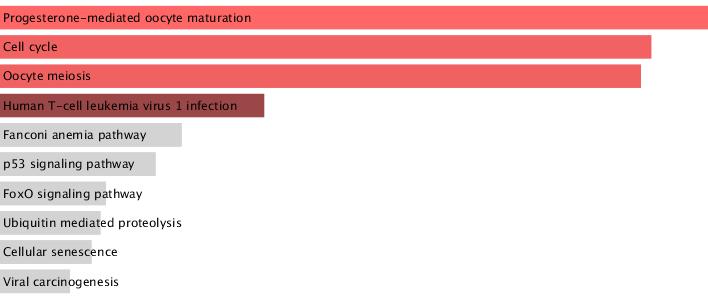 Progesterone-mediated oocyte maturation
Cell cycle
Oocyte meiosis
Human T-cell leukemia virus 1 infection
Fanconi anemia pathway
p53 signaling pathway
FoxO signaling pathway
Ubiquitin mediated proteolysis
Cellular senescence
Viral carcinogenesis